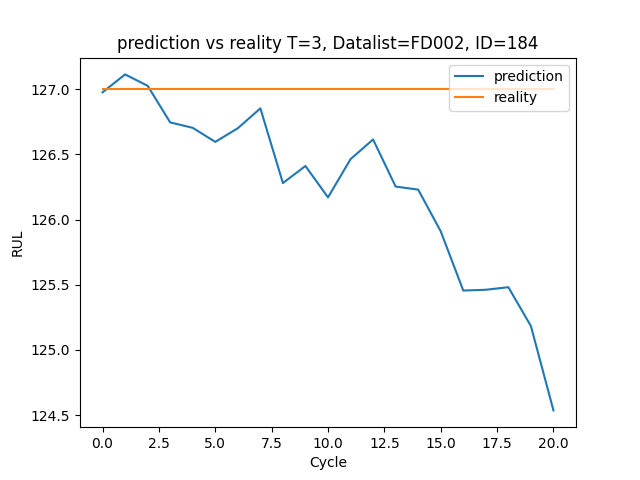 prediction vs reality T=3, Datalist=FD002, ID=184
prediction
reality
RUL
127.0
126.5
126.0
125.5
125.0
124.5
0.0 2.5 5.0 7.5 10.0 12.5 15.0 17.5 20.0
Cycle